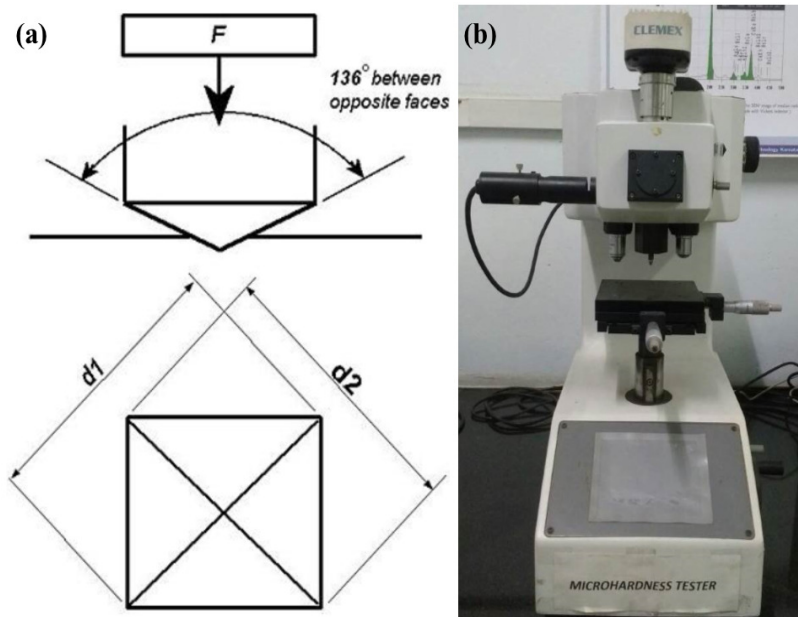 (a)
F
136° between
opposite faces
d1
d2
(b)
CLEMEX
MICROHARDNESS TESTER